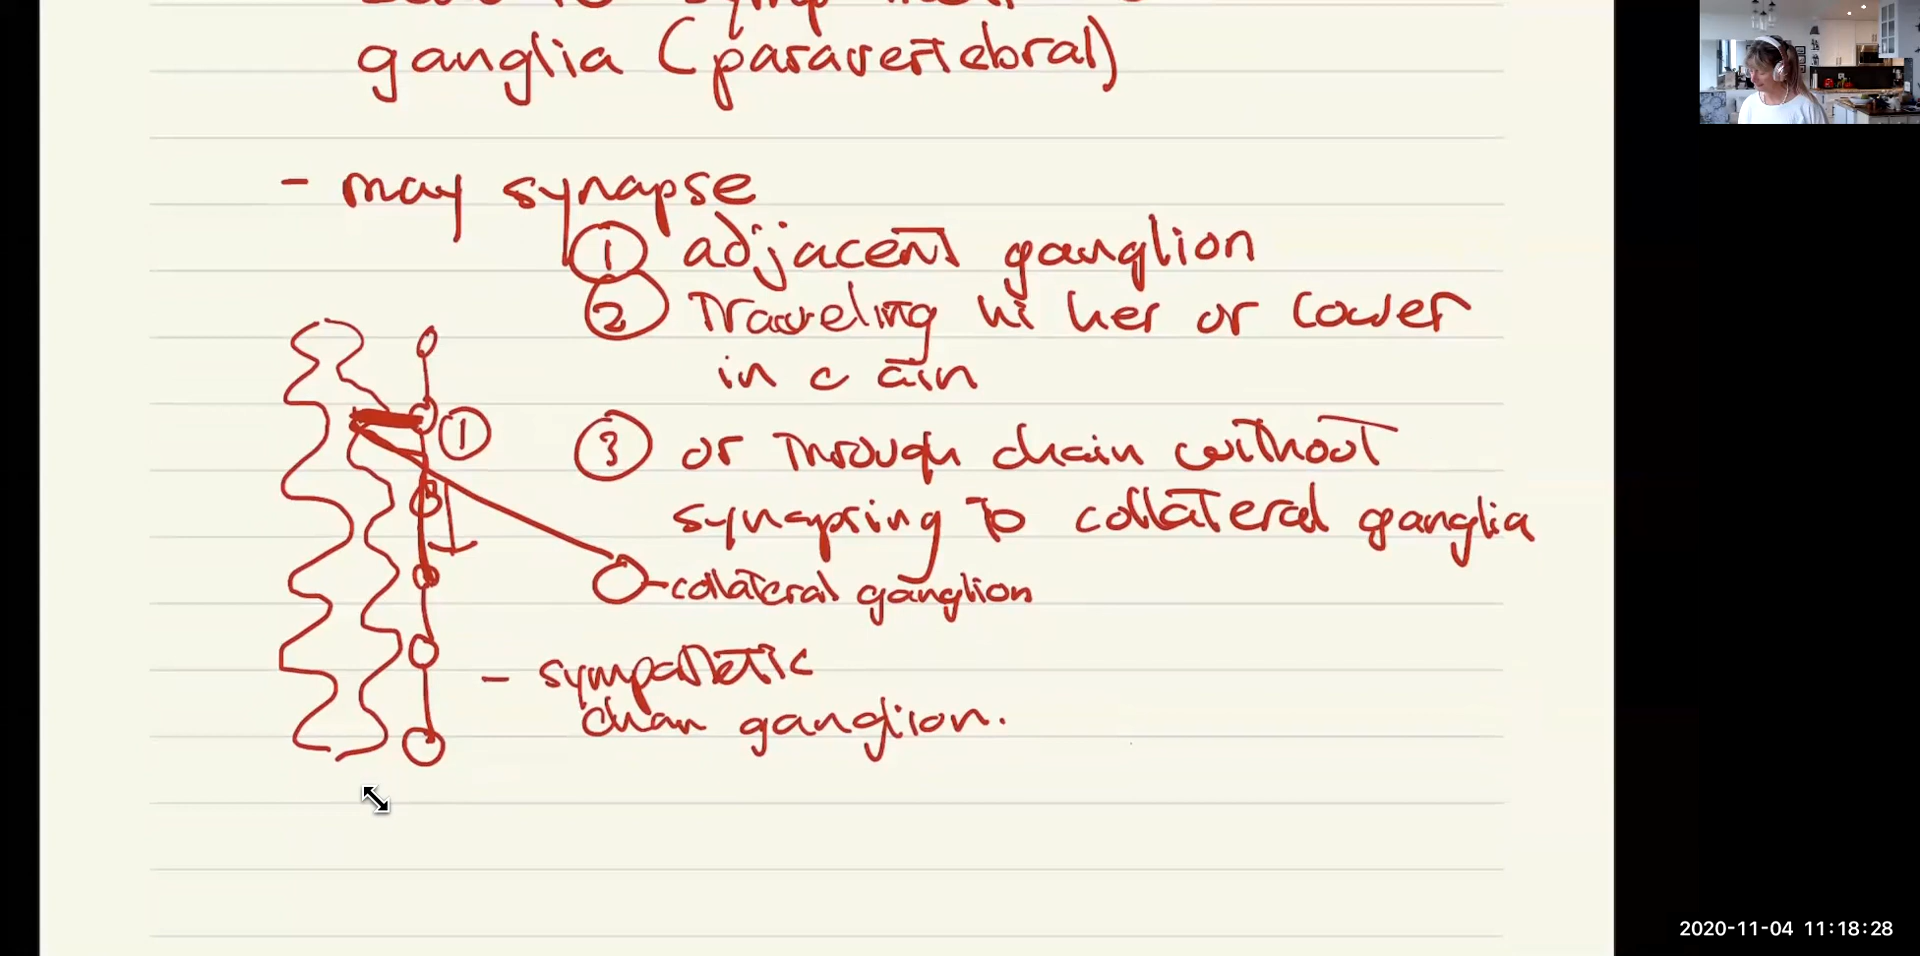 ganglia (paravertebral)
- may synapse
① adjacent ganglion
② Traveling hi her or lower
in c ain
① ③ or through chain without
synapsing to collateral ganglia
collateral ganglion
- sympathetic
chain ganglion.
2020-11-04 11:18:28